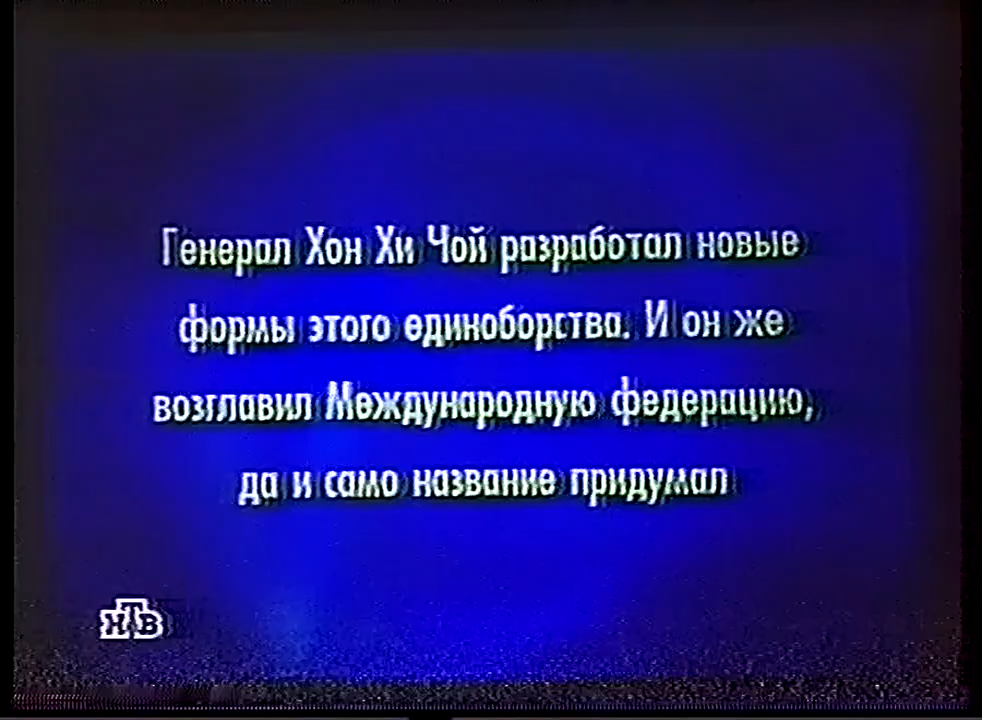 Генерал Хон Хи Чой разработал новые
формы этого единоборства. И он же
возглавил Международную федерацию,
да и само название придумал
НТВ